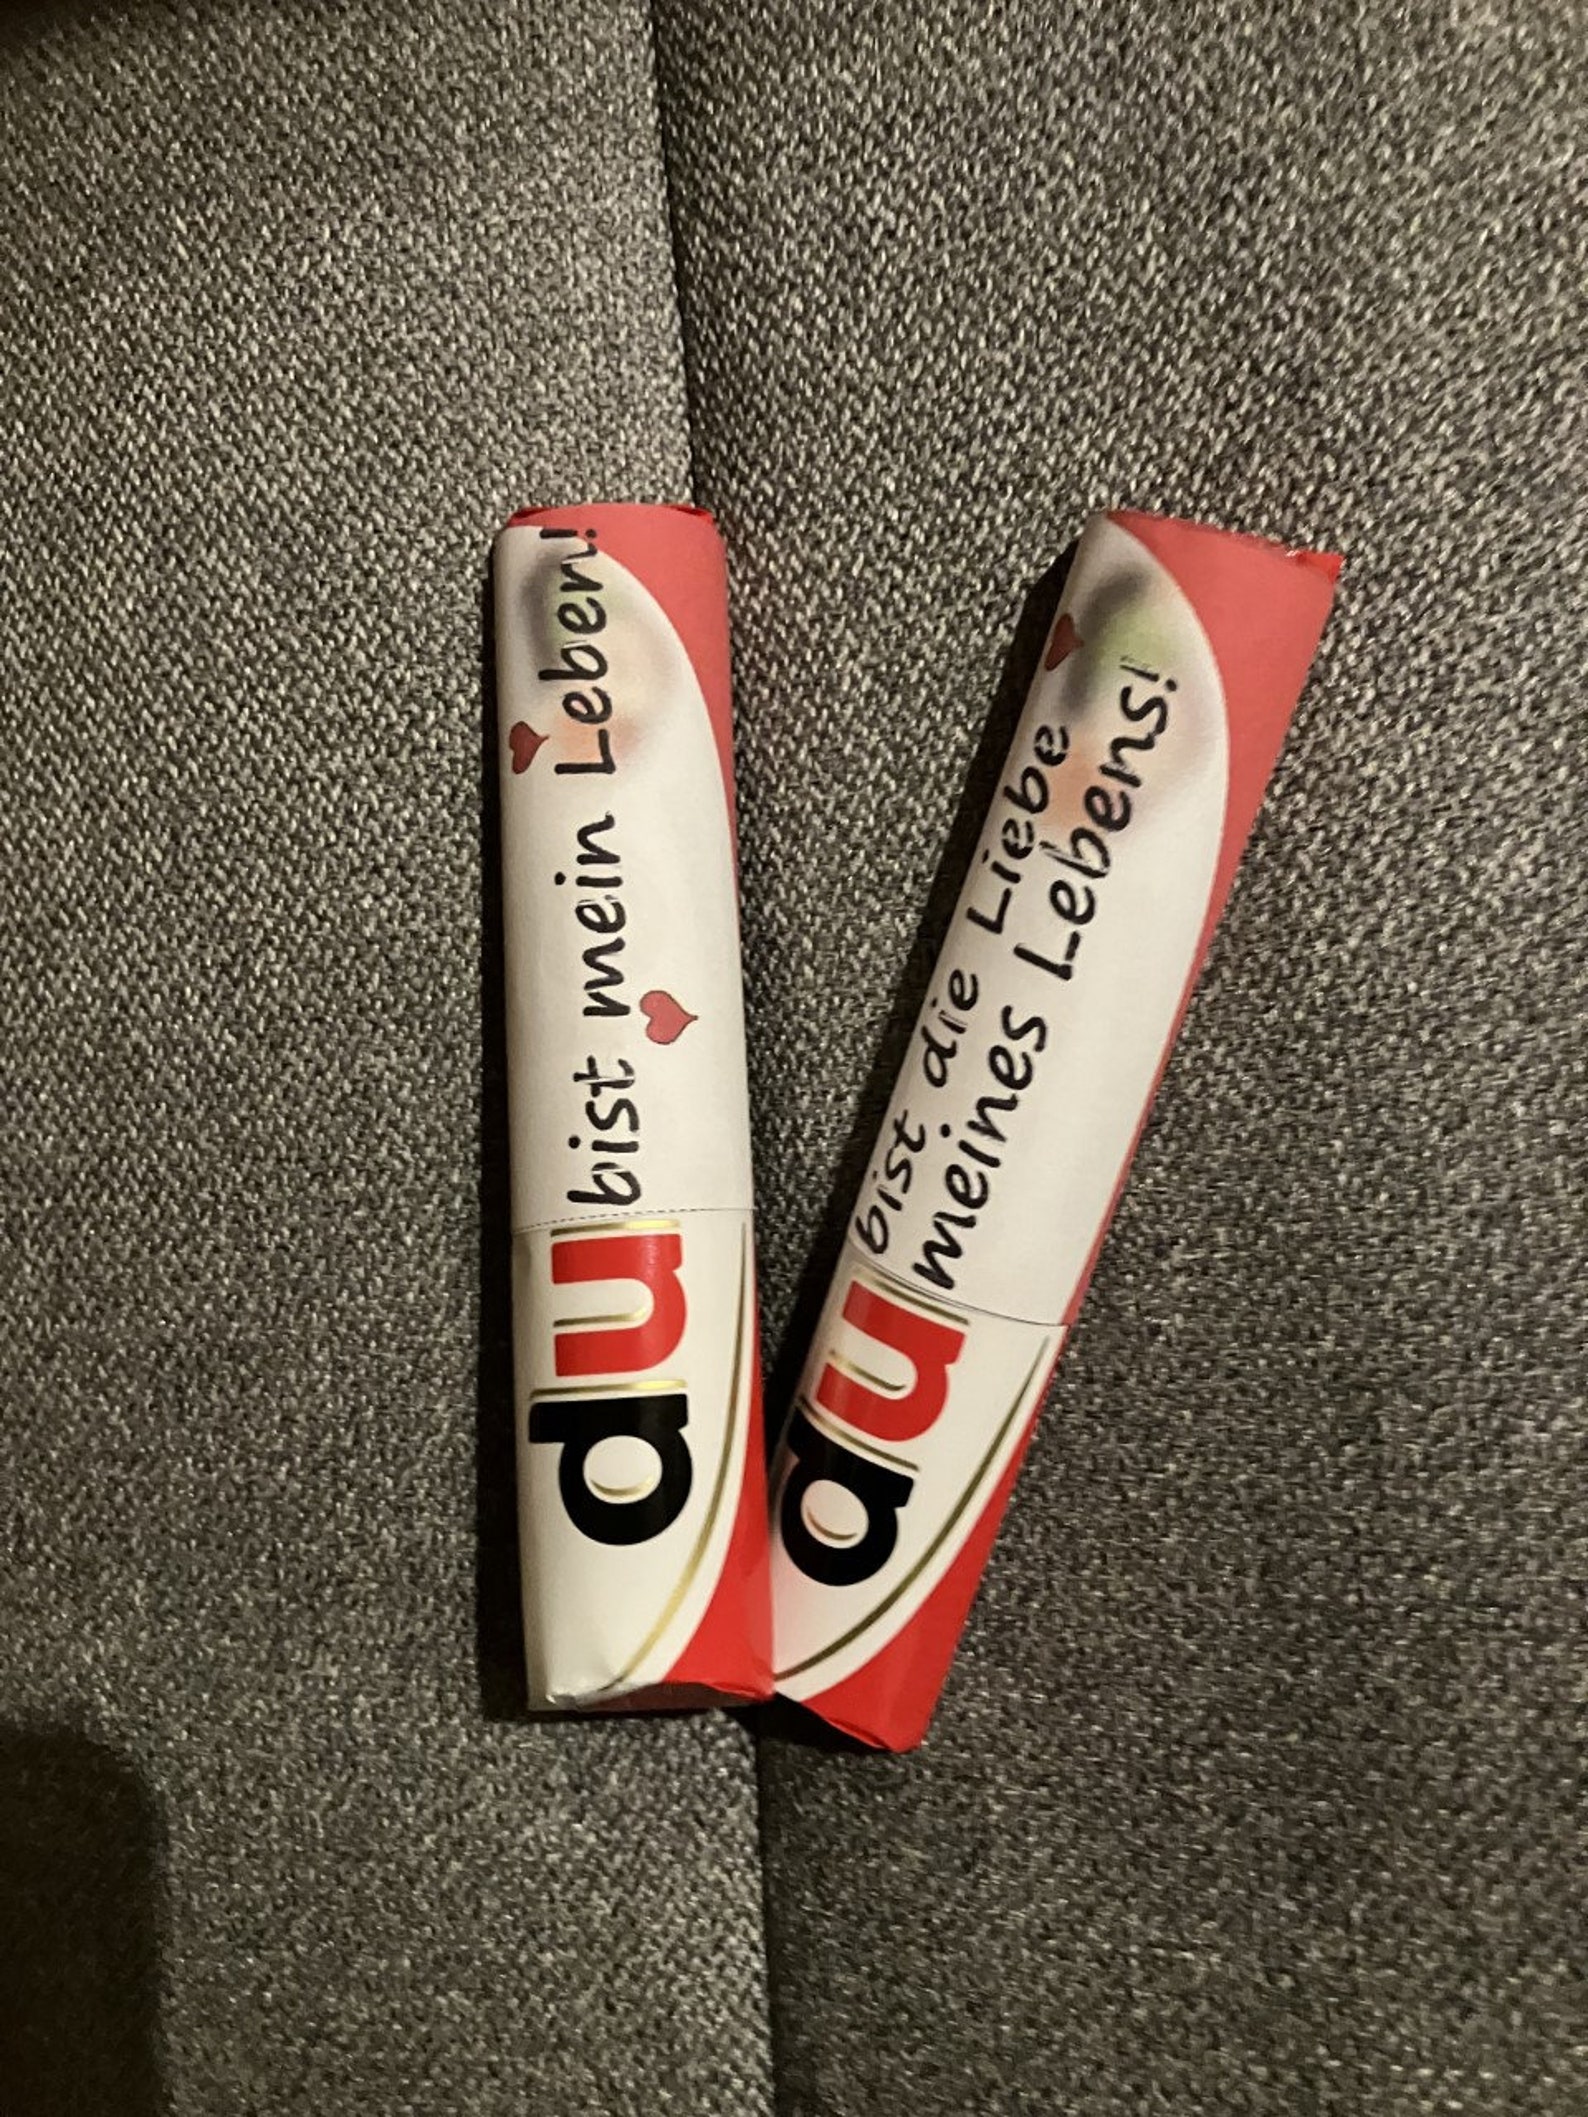 du bist mein Leben!
du bist die Liebe
meines Lebens!